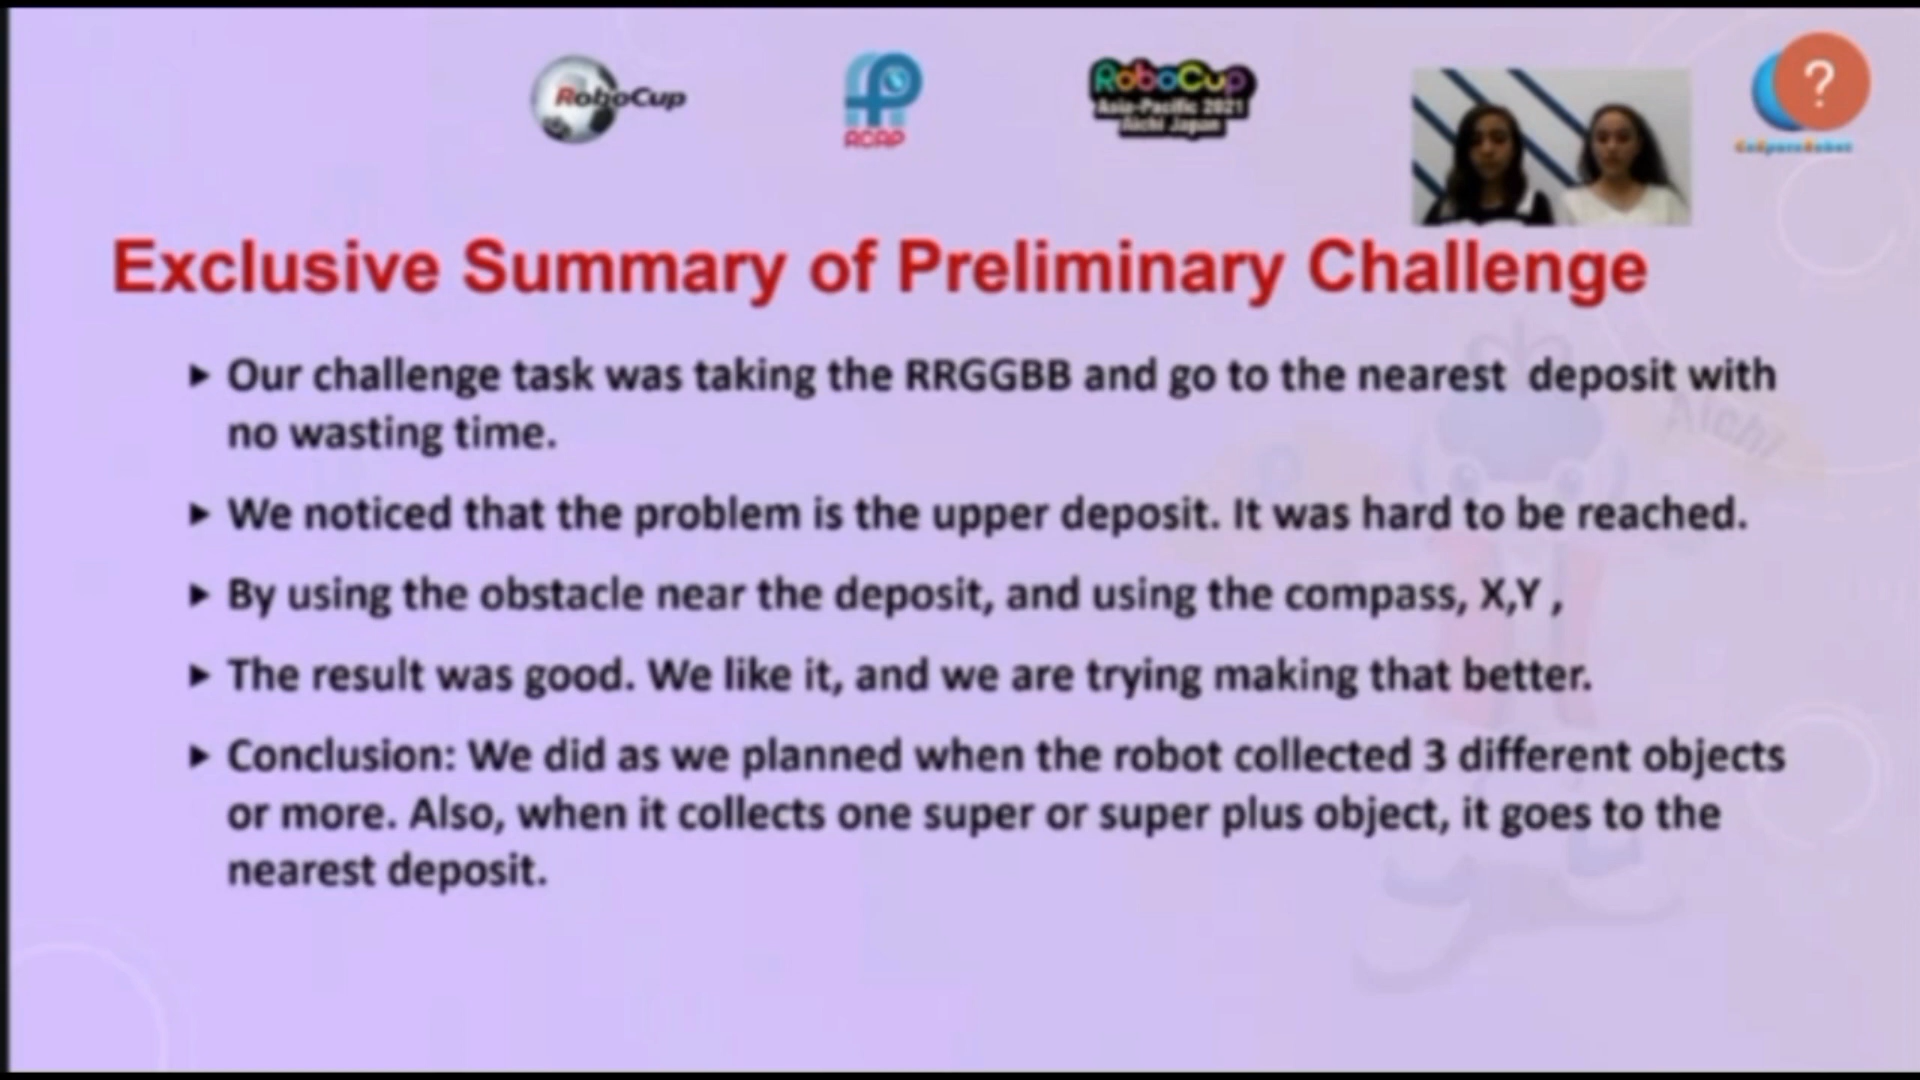 RoboCup
RCAP
RoboCup
Asia-Pacific 2021
Aichi Japan
?
CoSpaceRobot
Exclusive Summary of Preliminary Challenge
Our challenge task was taking the RRGGBB and go to the nearest deposit with
no wasting time.
We noticed that the problem is the upper deposit. It was hard to be reached.
By using the obstacle near the deposit, and using the compass, X,Y ,
The result was good. We like it, and we are trying making that better.
Conclusion: We did as we planned when the robot collected 3 different objects
or more. Also, when it collects one super or super plus object, it goes to the
nearest deposit.
Aichi